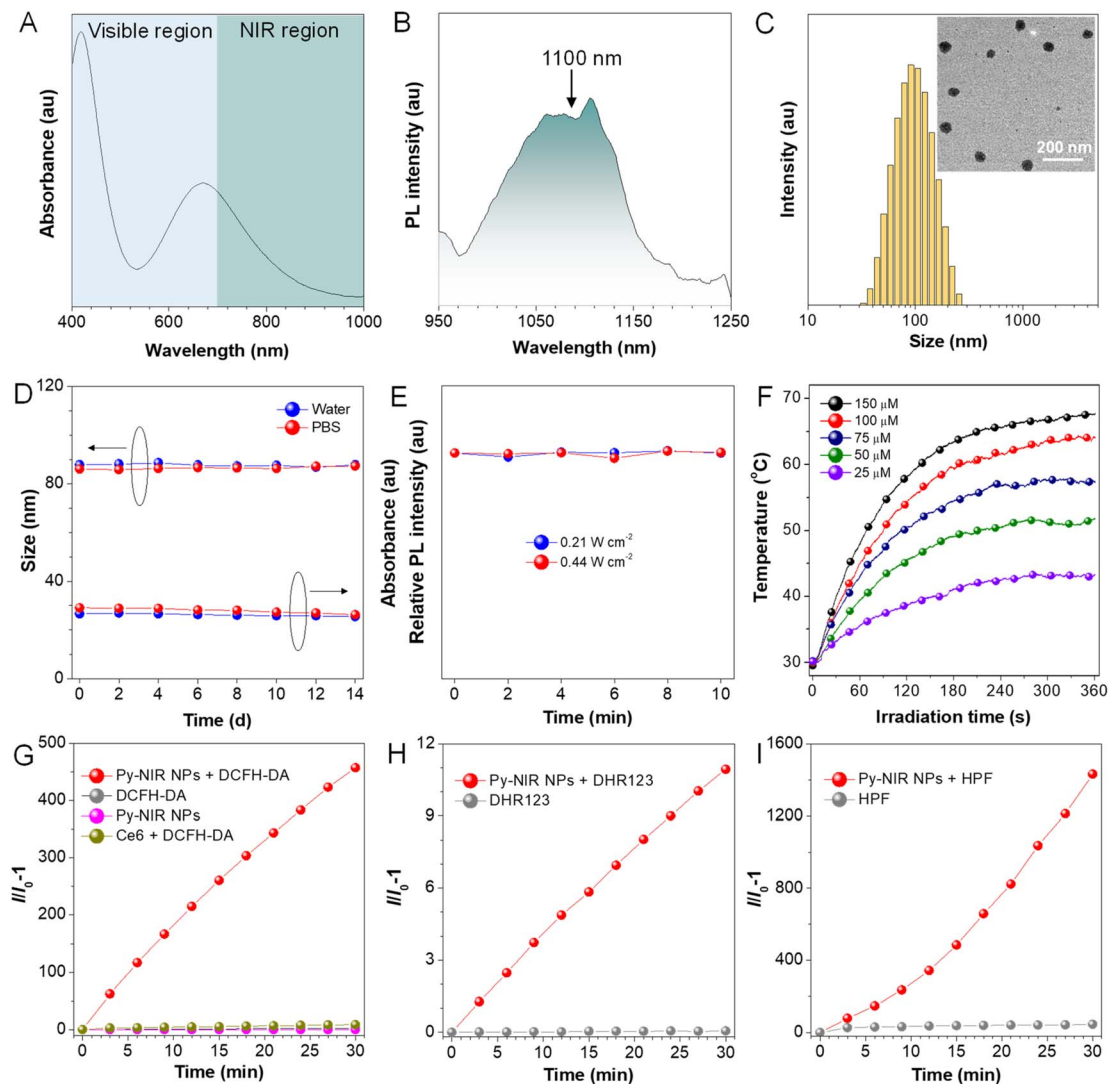 A
Visible region
NIR region
Absorbance (au)
400
600
800
1000
Wavelength (nm)
B
1100 nm
PL intensity (au)
950
1050
1150
1250
Wavelength (nm)
C
200 nm
Intensity (au)
10
100
1000
Size (nm)
D
120
80
40
0
Size (nm)
Water
PBS
0
2
4
6
8
10
12
14
Time (d)
E
Absorbance (au)
Relative PL intensity (au)
0.21 W cm⁻²
0.44 W cm⁻²
0
2
4
6
8
10
Time (min)
F
70
60
50
40
30
Temperature (°C)
150 μM
100 μM
75 μM
50 μM
25 μM
0
60
120
180
240
300
360
Irradiation time (s)
G
500
400
300
200
100
0
I/I₀-1
Py-NIR NPs + DCFH-DA
DCFH-DA
Py-NIR NPs
Ce6 + DCFH-DA
0
5
10
15
20
25
30
Time (min)
H
12
9
6
3
0
I/I₀-1
Py-NIR NPs + DHR123
DHR123
0
5
10
15
20
25
30
Time (min)
I
1600
1200
800
400
0
I/I₀-1
Py-NIR NPs + HPF
HPF
0
5
10
15
20
25
30
Time (min)